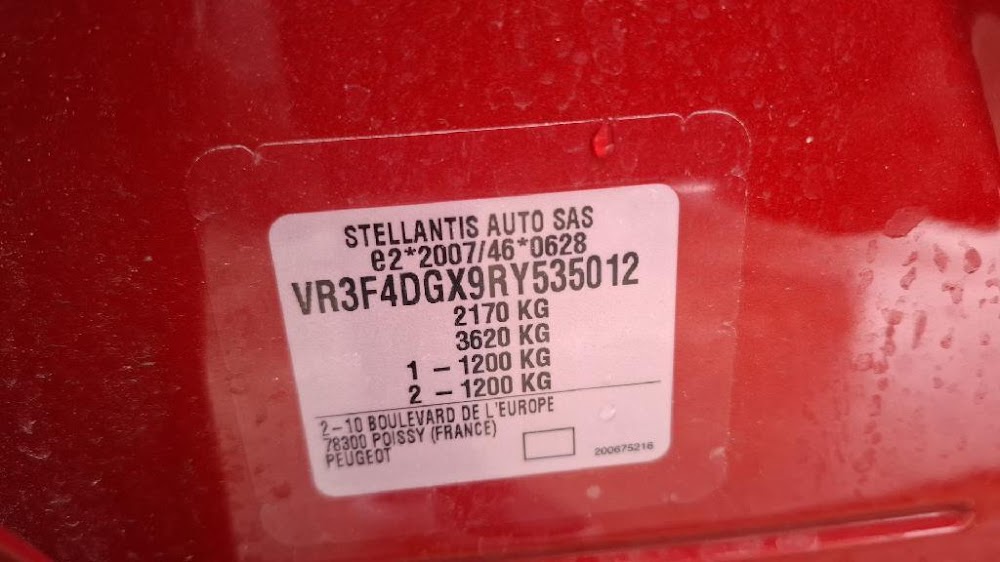 STELLANTIS AUTO SAS
e2*2007/46*0628
VR3F4DGX9RY535012
2170 KG
3620 KG
1 – 1200 KG
2 – 1200 KG
2–10 BOULEVARD DE L'EUROPE
78300 POISSY (FRANCE)
PEUGEOT
200675216